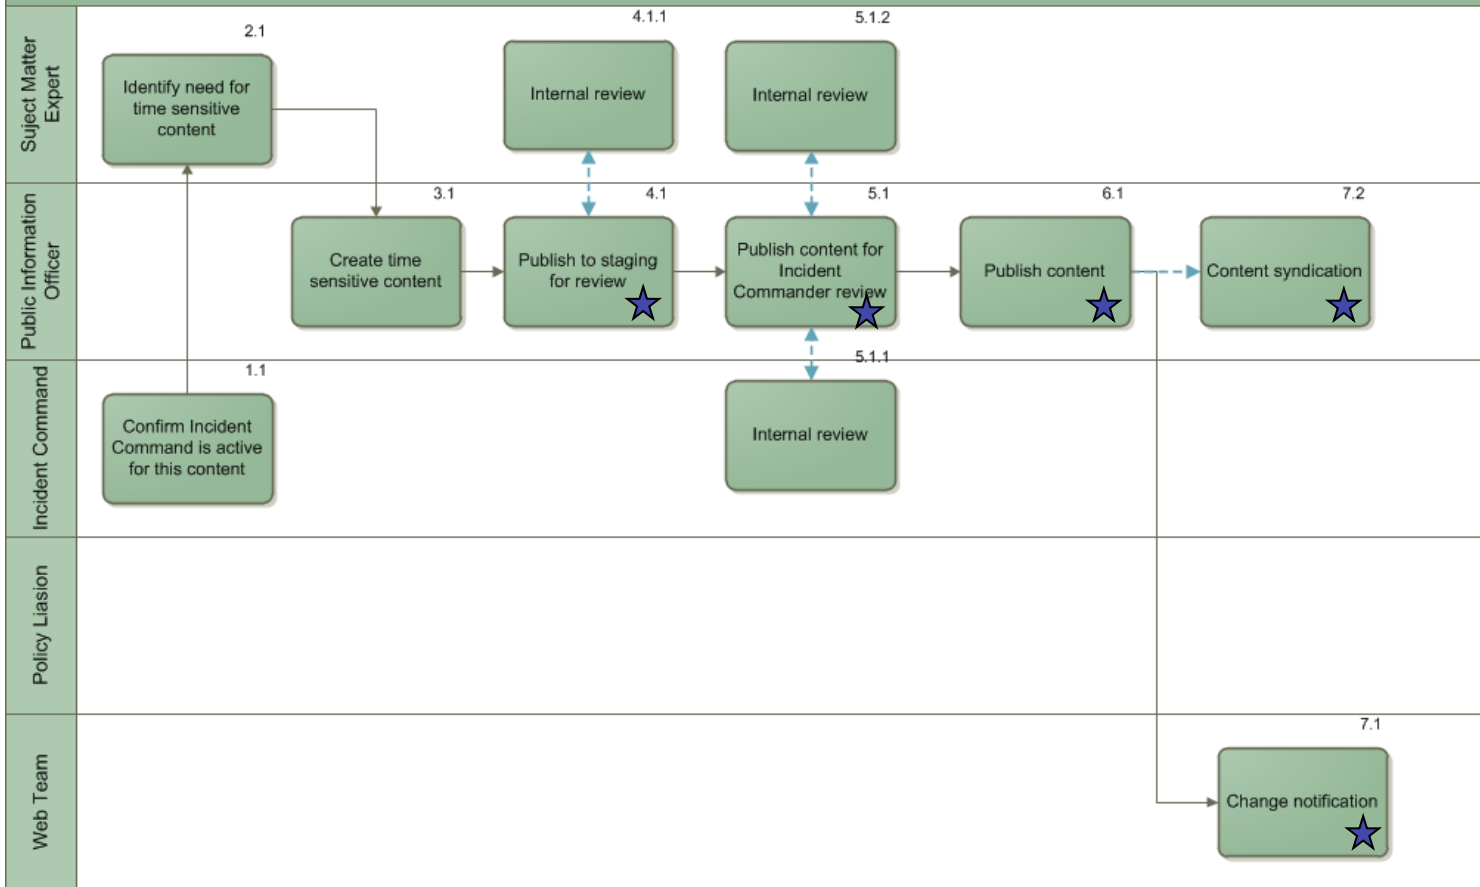 Suject Matter
Expert
2.1
Identify need for
time sensitive
content
4.1.1
Internal review
5.1.2
Internal review
Public Information
Officer
3.1
Create time
sensitive content
4.1
Publish to staging
for review
5.1
Publish content for
Incident
Commander review
6.1
Publish content
7.2
Content syndication
Incident Command
1.1
Confirm Incident
Command is active
for this content
5.1.1
Internal review
Policy Liasion
Web Team
7.1
Change notification